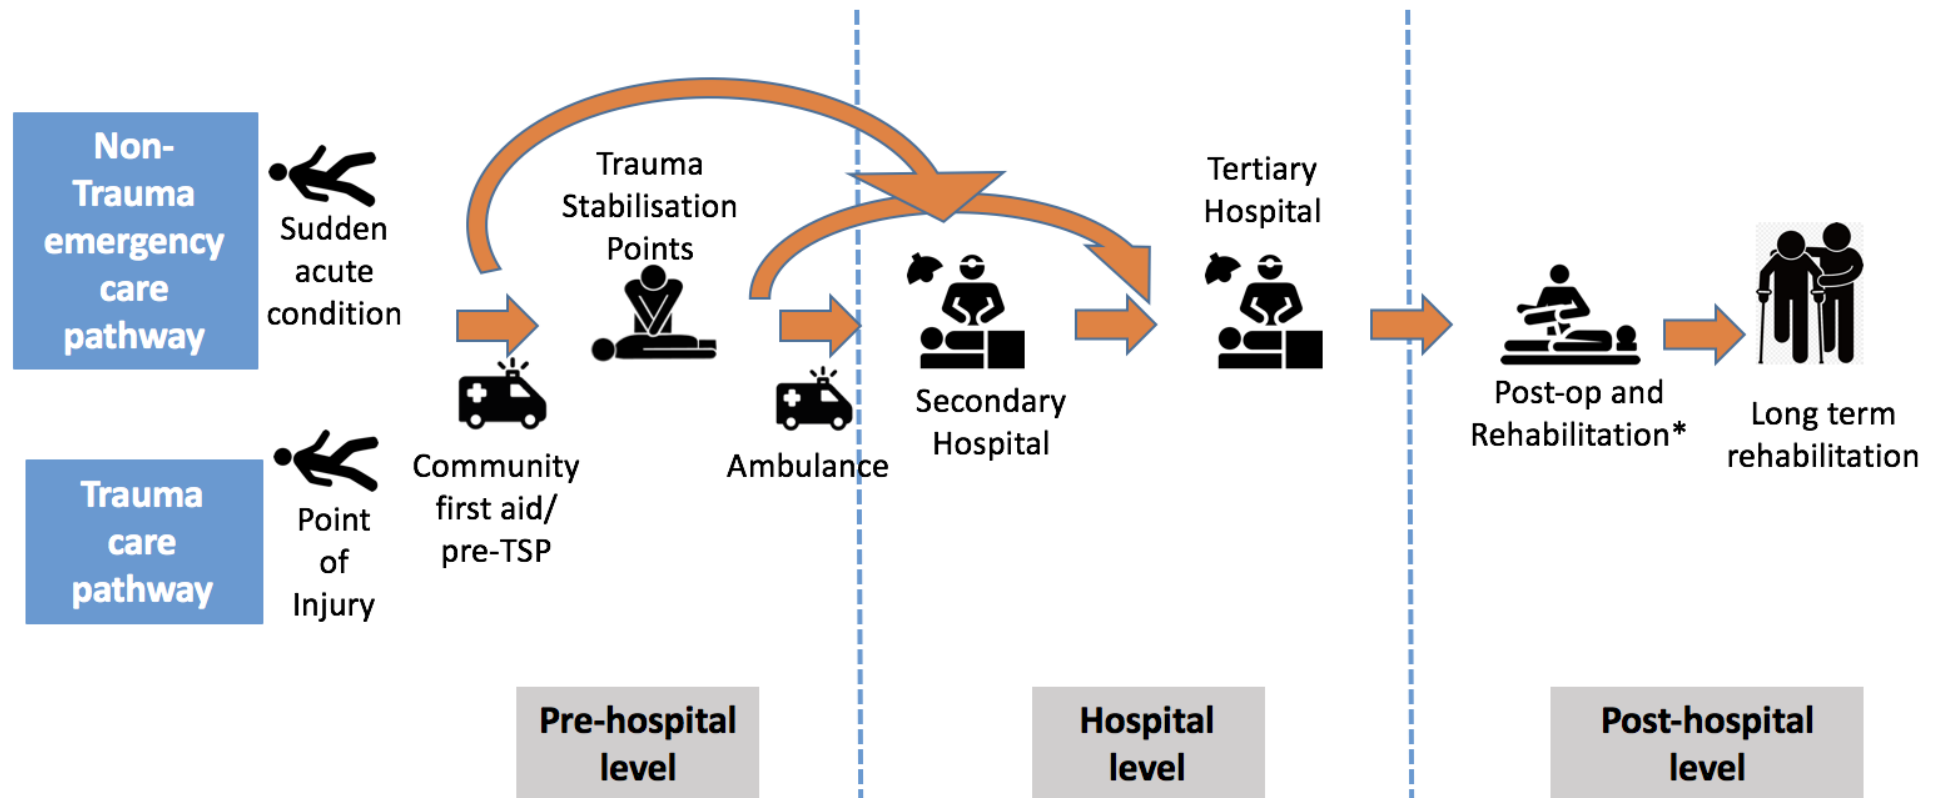 Non-
Trauma
emergency
care
pathway
Sudden
acute
condition
Trauma
care
pathway
Point
of
Injury
Community
first aid/
pre-TSP
Trauma
Stabilisation
Points
Ambulance
Secondary
Hospital
Tertiary
Hospital
Post-op and
Rehabilitation*
Long term
rehabilitation
Pre-hospital
level
Hospital
level
Post-hospital
level